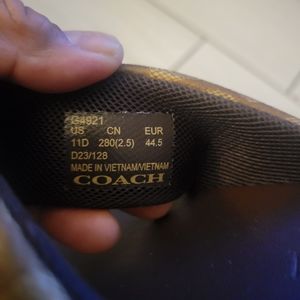 G4921
US CN EUR
11D 280(2.5) 44.5
D23/128
MADE IN VIETNAM/VIETNAM
COACH